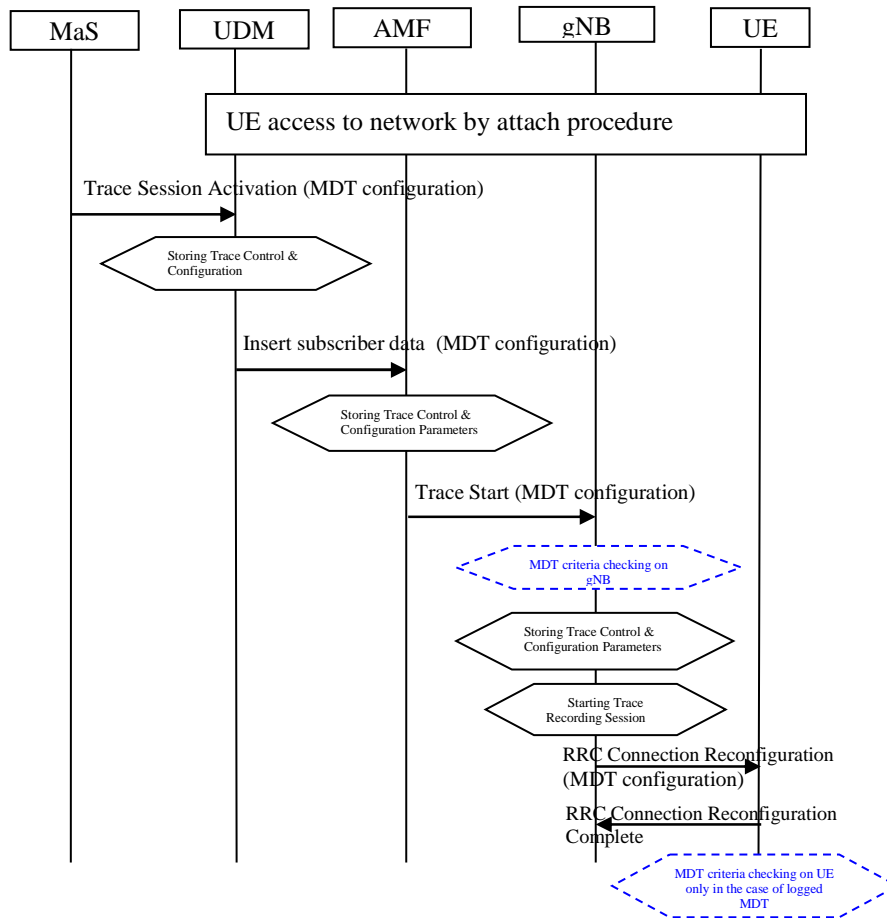 MaS
UDM
AMF
gNB
UE
UE access to network by attach procedure
Trace Session Activation (MDT configuration)
Storing Trace Control &
Configuration
Insert subscriber data (MDT configuration)
Storing Trace Control &
Configuration Parameters
Trace Start (MDT configuration)
MDT criteria checking on
gNB
Storing Trace Control &
Configuration Parameters
Starting Trace
Recording Session
RRC Connection Reconfiguration
(MDT configuration)
RRC Connection Reconfiguration
Complete
MDT criteria checking on UE
only in the case of logged
MDT